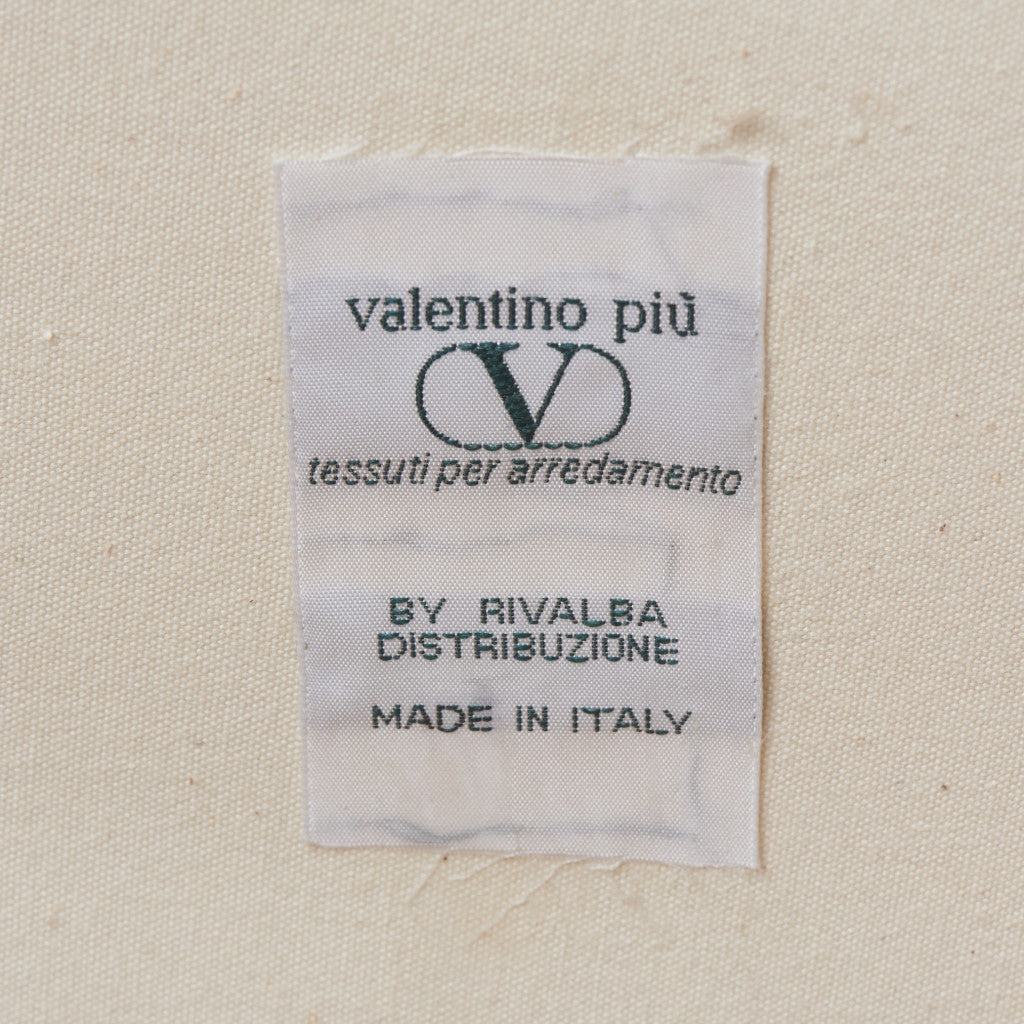 valentino più
V
tessuti per arredamento
BY RIVALBA
DISTRIBUZIONE
MADE IN ITALY